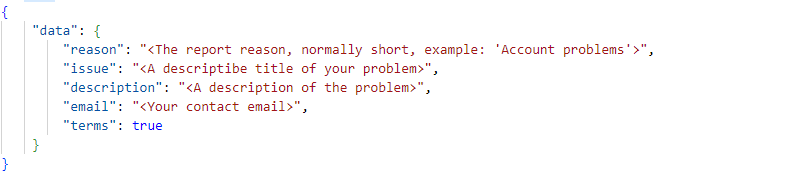 {
"data": {
"reason": "<The report reason, normally short, example: 'Account problems'>",
"issue": "<A descriptibe title of your problem>",
"description": "<A description of the problem>",
"email": "<Your contact email>",
"terms": true
}
}